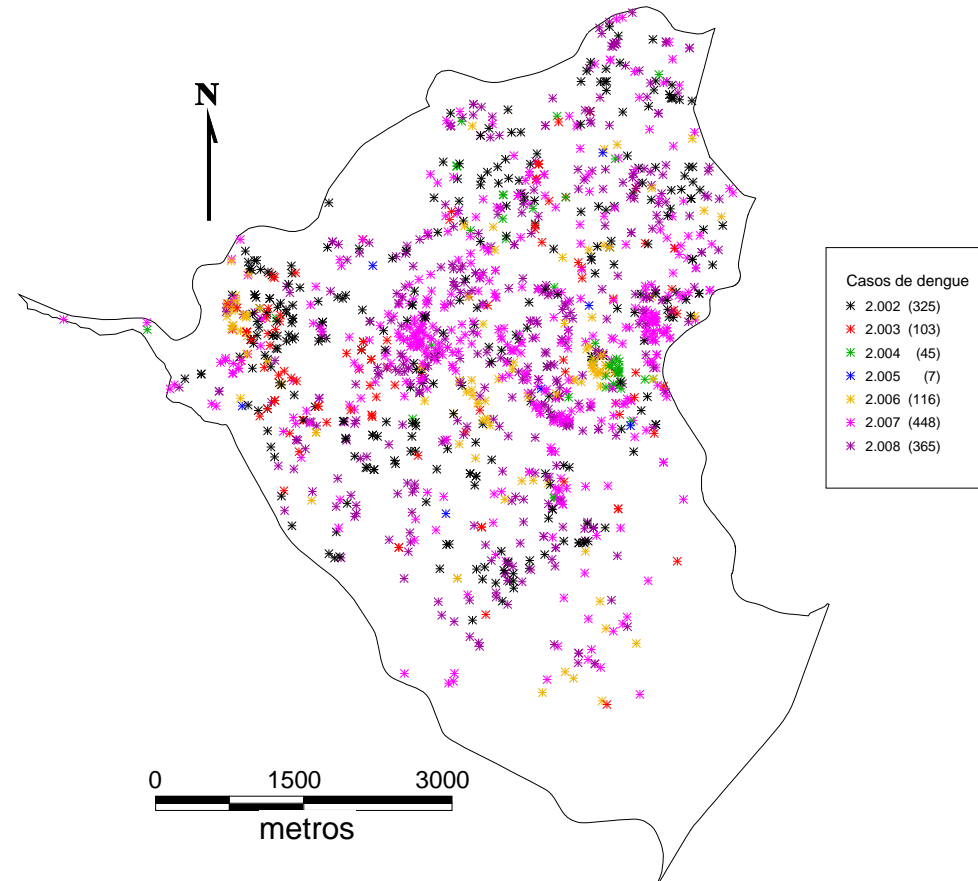 N
Casos de dengue
2.002 (325)
2.003 (103)
2.004 (45)
2.005 (7)
2.006 (116)
2.007 (448)
2.008 (365)
0 1500 3000
metros